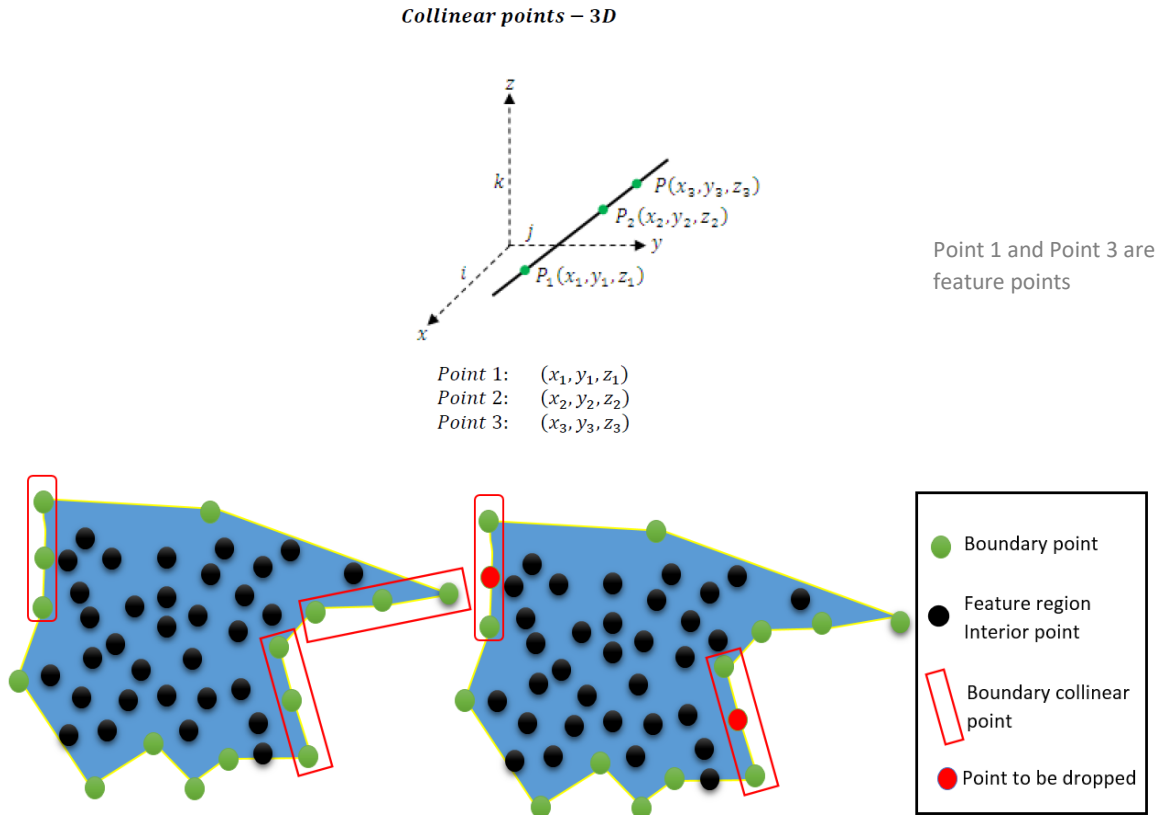 Collinear points – 3D
z
k
P(x₃, y₃, z₃)
P₂(x₂, y₂, z₂)
j
y
i
P₁(x₁, y₁, z₁)
x
Point 1 and Point 3 are
feature points
Point 1: (x₁, y₁, z₁)
Point 2: (x₂, y₂, z₂)
Point 3: (x₃, y₃, z₃)
Boundary point
Feature region
Interior point
Boundary collinear
point
Point to be dropped